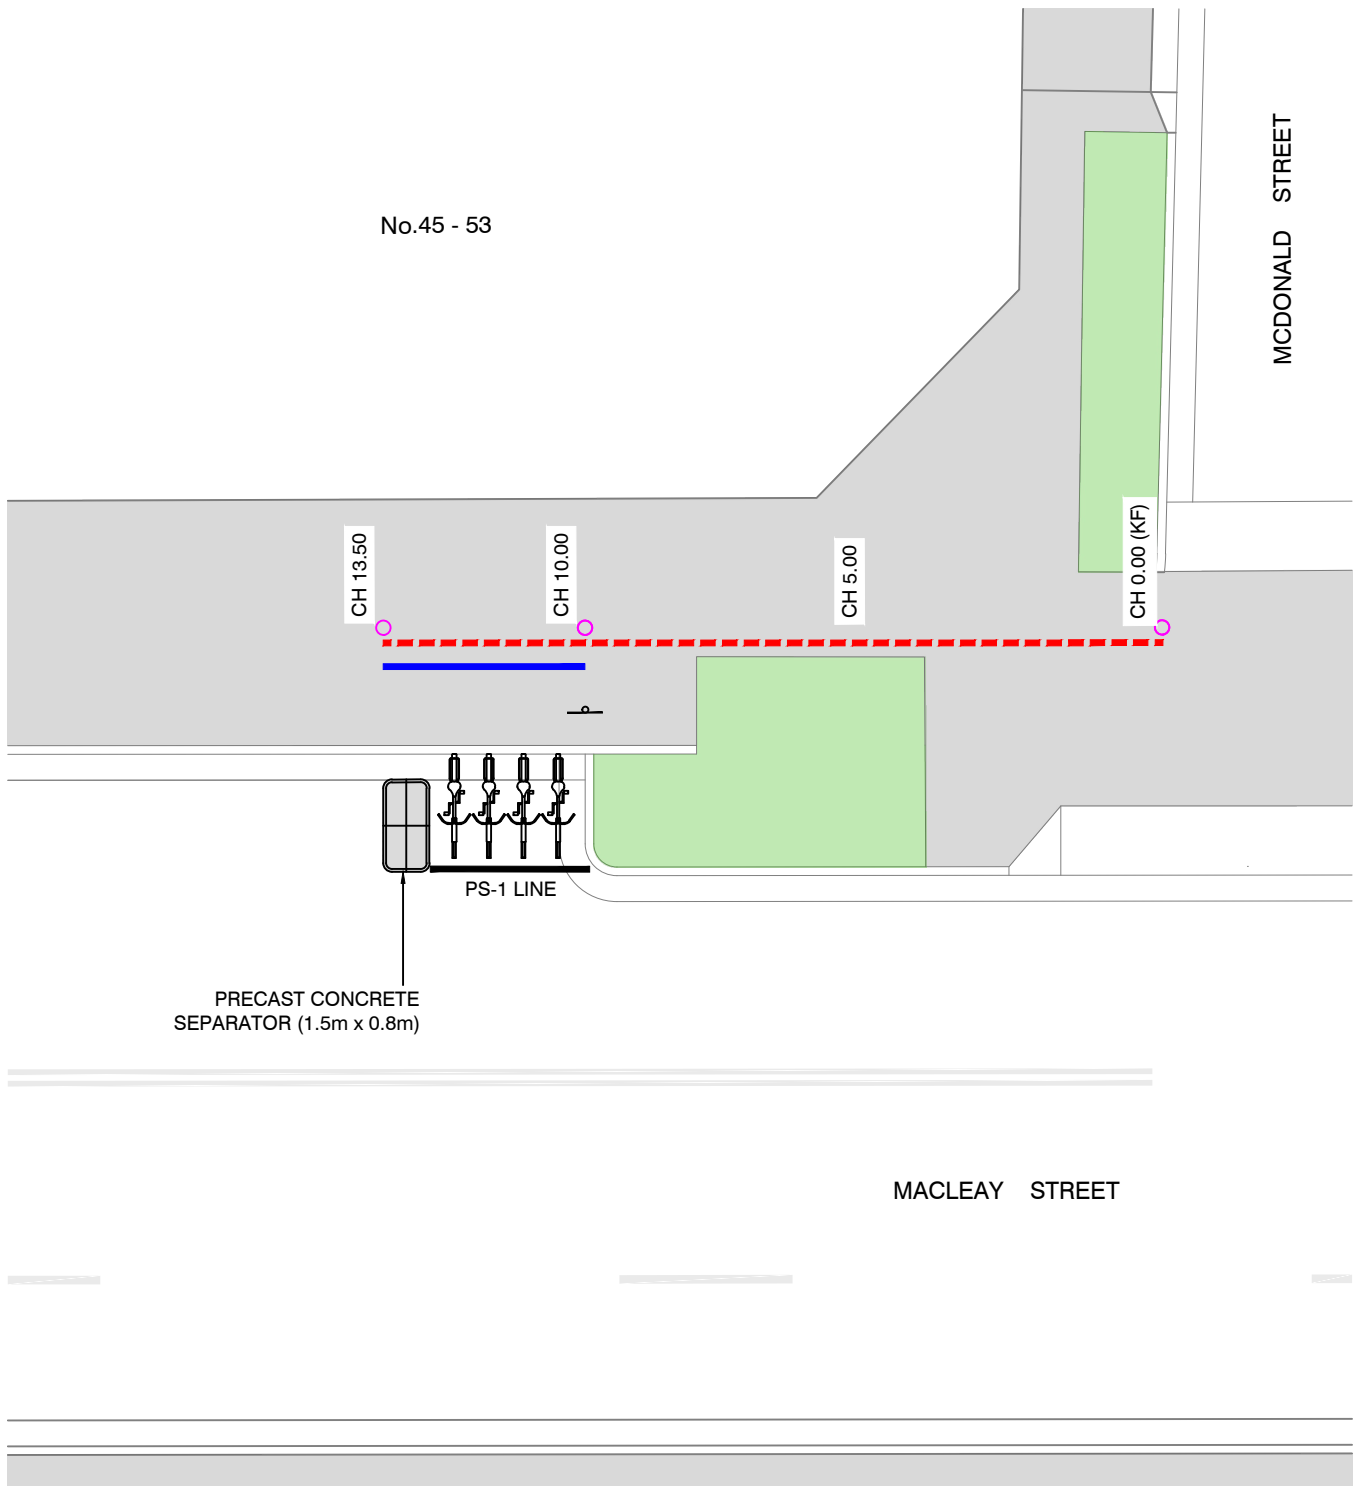 No.45 - 53
MCDONALD STREET
CH 13.50
CH 10.00
CH 5.00
CH 0.00 (KF)
PS-1 LINE
PRECAST CONCRETE
SEPARATOR (1.5m x 0.8m)
MACLEAY STREET